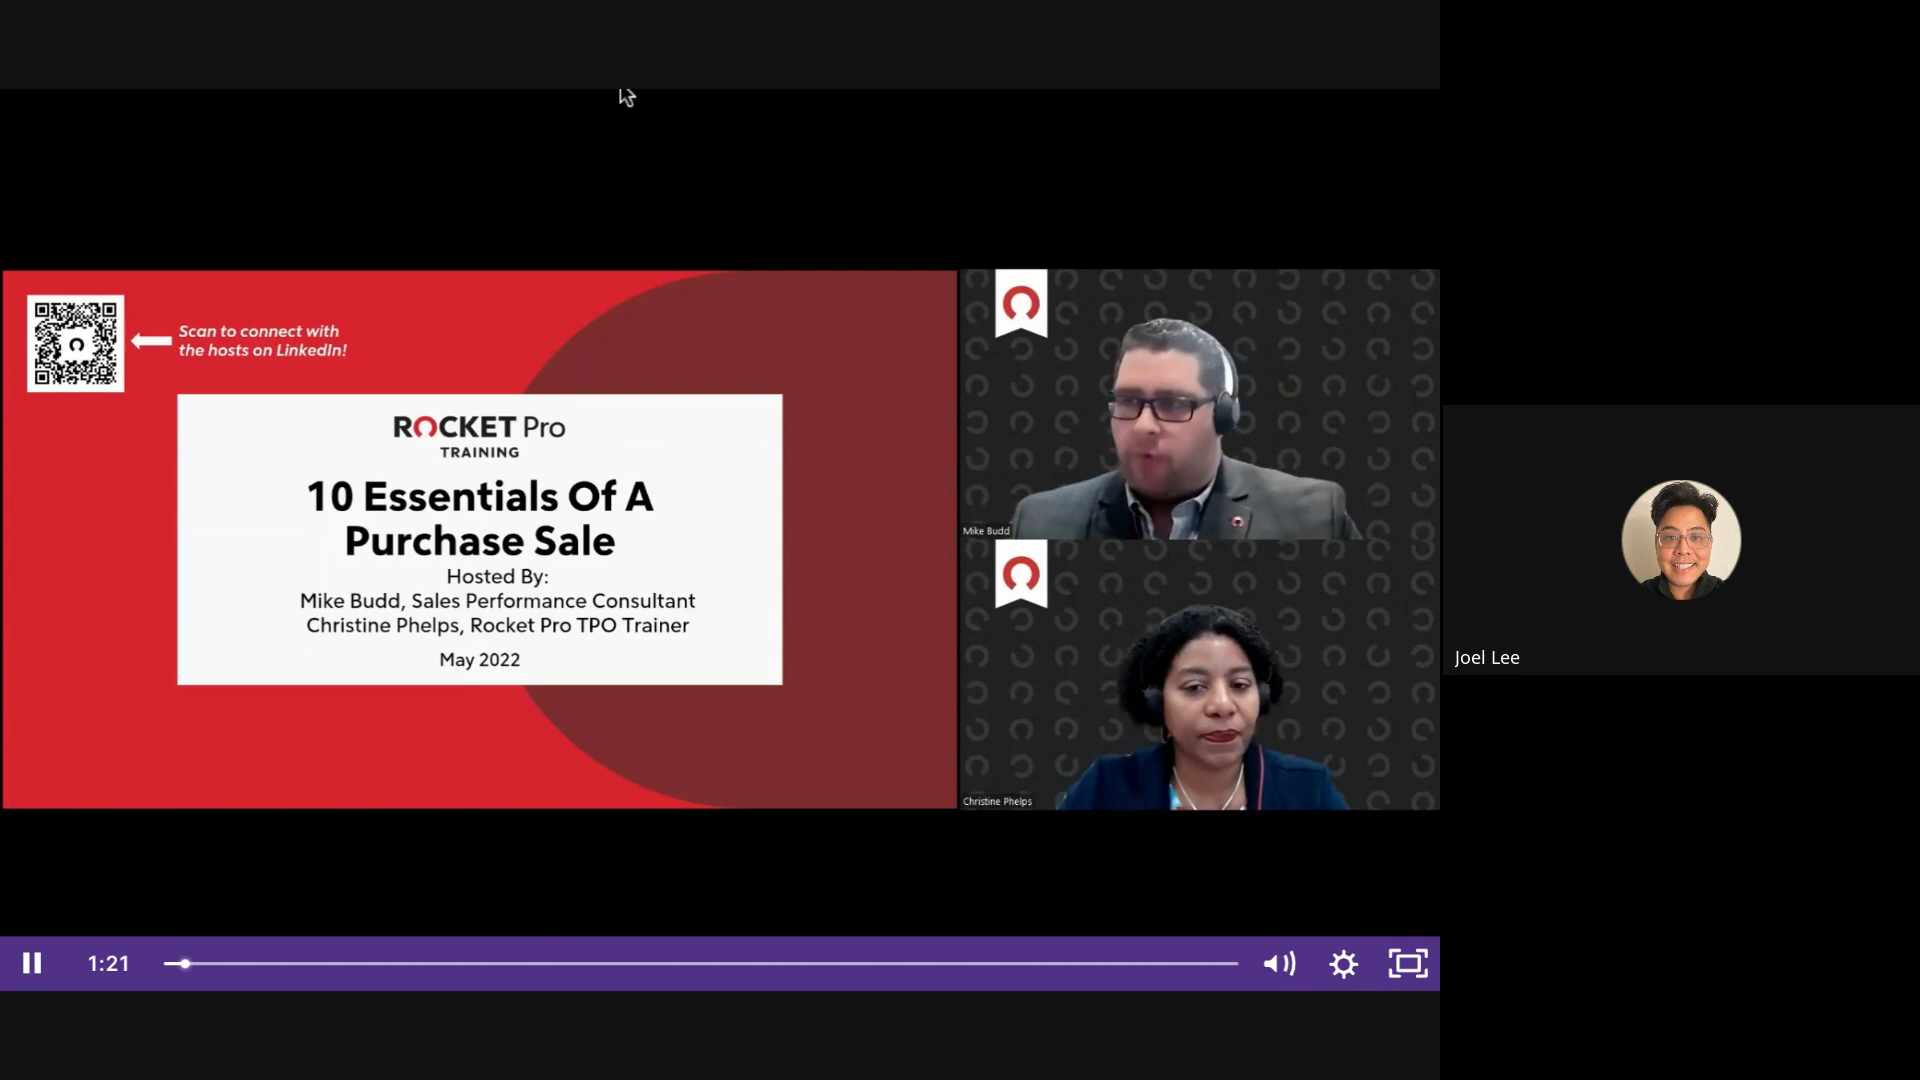 Scan to connect with
the hosts on LinkedIn!
ROCKET Pro
TRAINING
10 Essentials Of A
Purchase Sale
Hosted By:
Mike Budd, Sales Performance Consultant
Christine Phelps, Rocket Pro TPO Trainer
May 2022
Mike Budd
Christine Phelps
Joel Lee
1:21